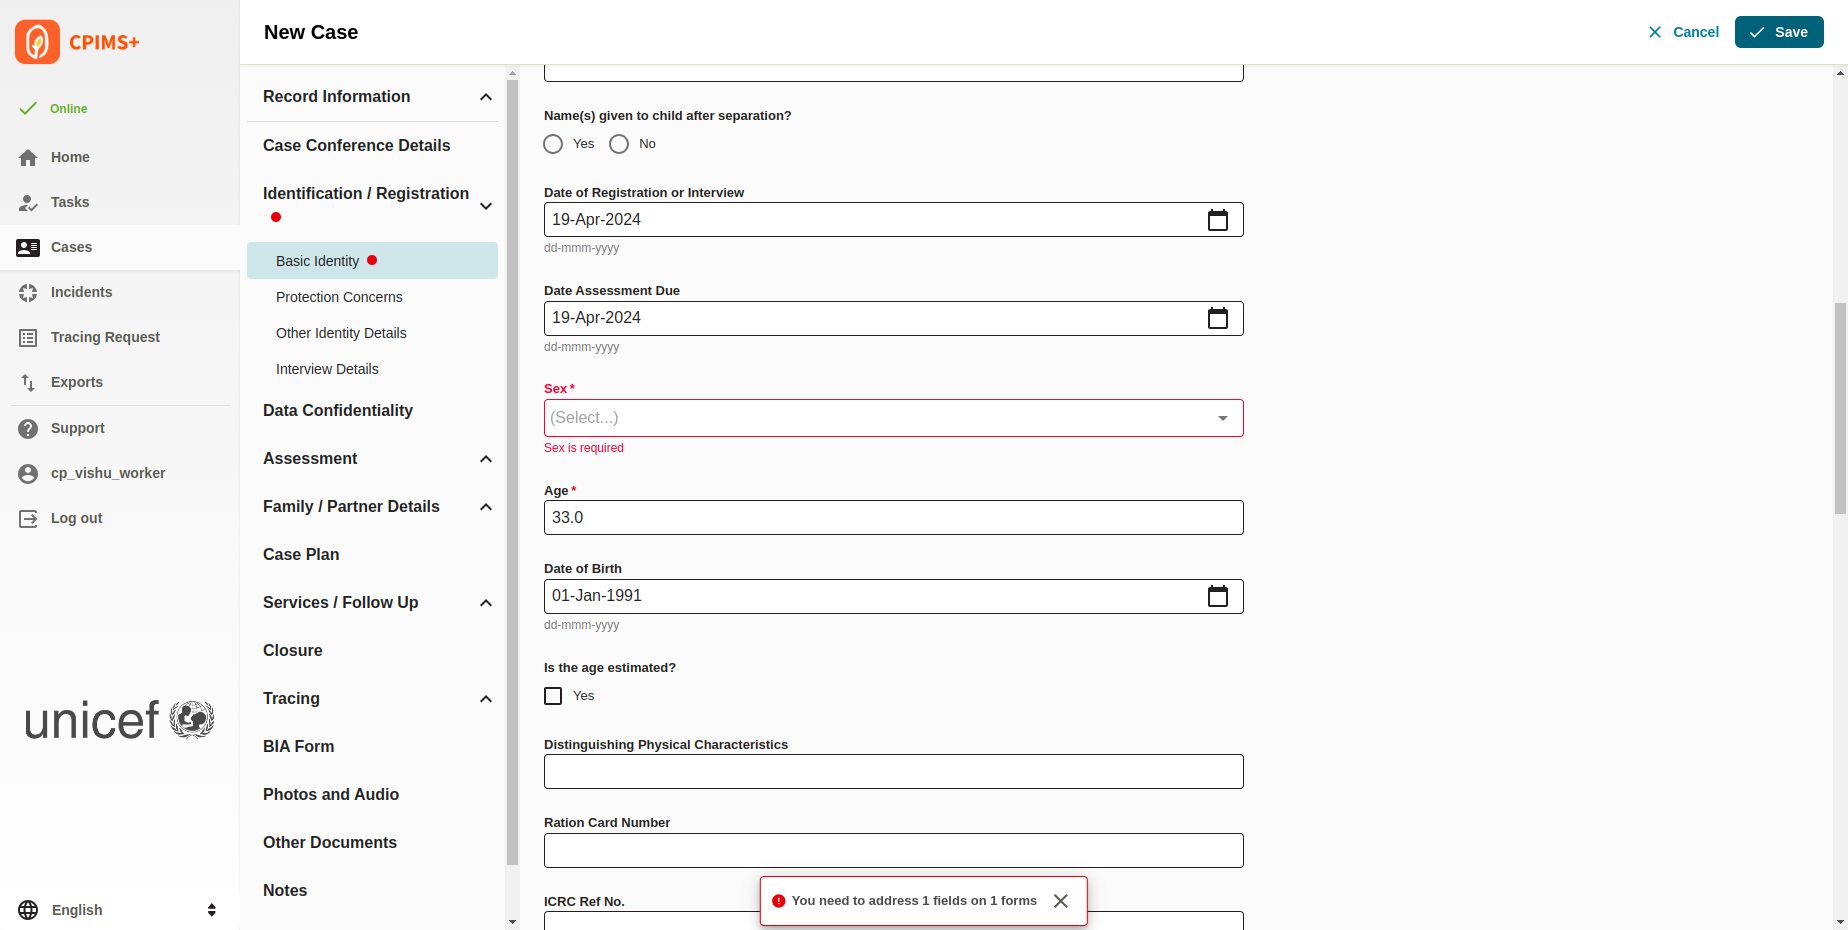 CPIMS+
Online
Home
Tasks
Cases
Incidents
Tracing Request
Exports
Support
cp_vishu_worker
Log out
unicef
English
New Case
Cancel
Save
Record Information
Case Conference Details
Identification / Registration
Basic Identity
Protection Concerns
Other Identity Details
Interview Details
Data Confidentiality
Assessment
Family / Partner Details
Case Plan
Services / Follow Up
Closure
Tracing
BIA Form
Photos and Audio
Other Documents
Notes
Name(s) given to child after separation?
Yes No
Date of Registration or Interview
19-Apr-2024
dd-mmm-yyyy
Date Assessment Due
19-Apr-2024
dd-mmm-yyyy
Sex *
(Select...)
Sex is required
Age *
33.0
Date of Birth
01-Jan-1991
dd-mmm-yyyy
Is the age estimated?
Yes
Distinguishing Physical Characteristics
Ration Card Number
ICRC Ref No.
You need to address 1 fields on 1 forms